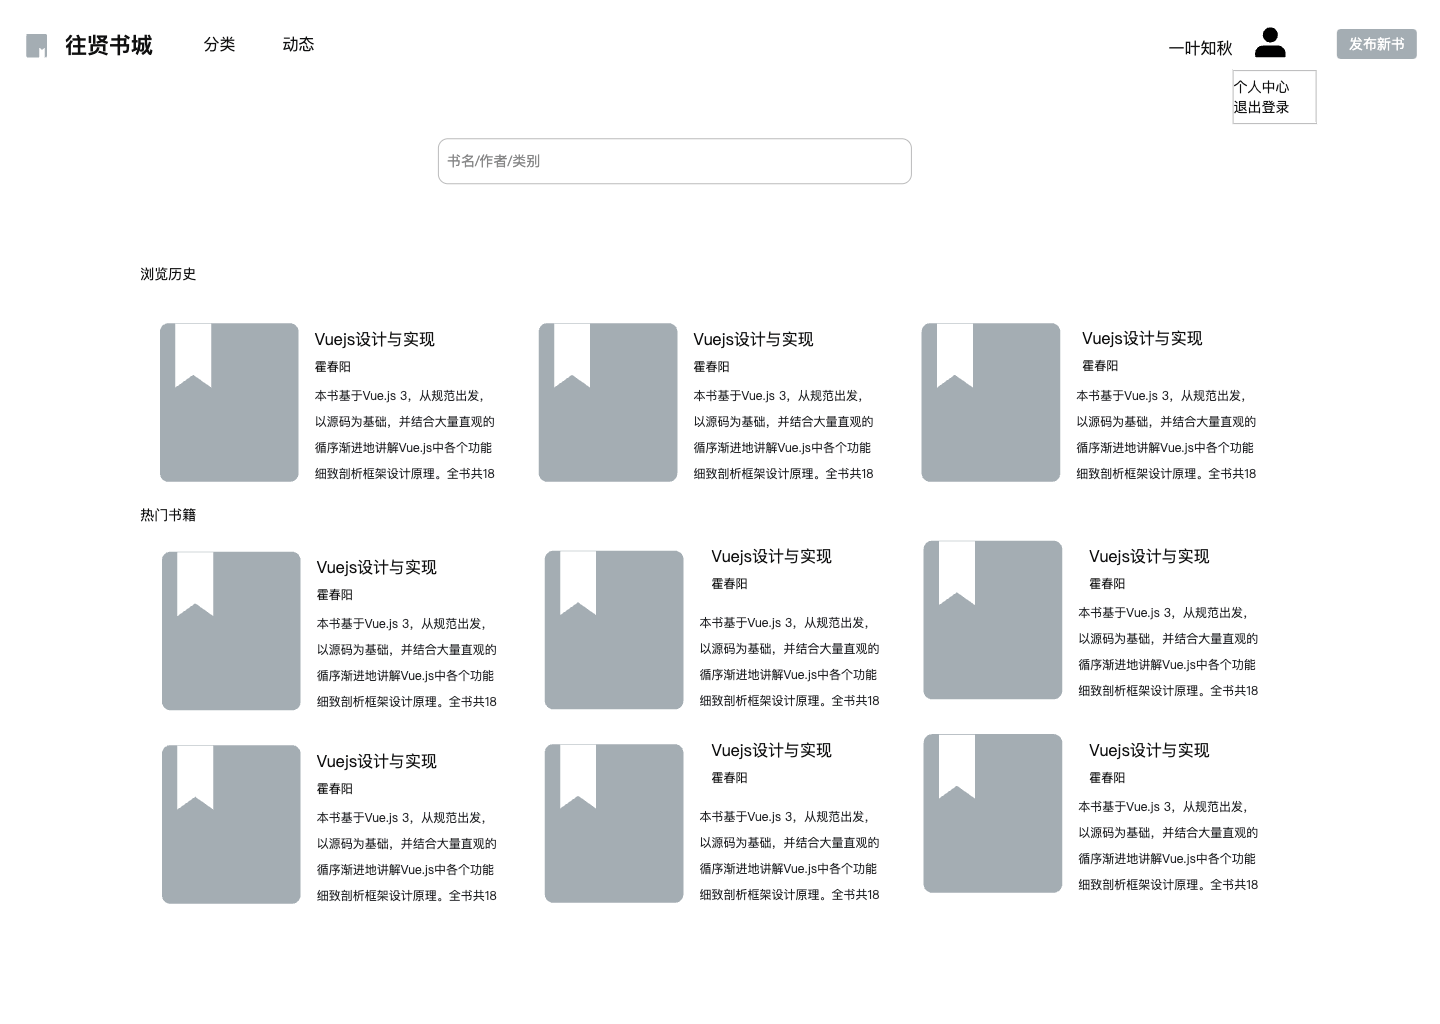 往贤书城
分类
动态
一叶知秋
发布新书
个人中心
退出登录
书名/作者/类别
浏览历史
Vuejs设计与实现
霍春阳
本书基于Vue.js 3，从规范出发，
以源码为基础，并结合大量直观的
循序渐进地讲解Vue.js中各个功能
细致剖析框架设计原理。全书共18
Vuejs设计与实现
霍春阳
本书基于Vue.js 3，从规范出发，
以源码为基础，并结合大量直观的
循序渐进地讲解Vue.js中各个功能
细致剖析框架设计原理。全书共18
Vuejs设计与实现
霍春阳
本书基于Vue.js 3，从规范出发，
以源码为基础，并结合大量直观的
循序渐进地讲解Vue.js中各个功能
细致剖析框架设计原理。全书共18
热门书籍
Vuejs设计与实现
霍春阳
本书基于Vue.js 3，从规范出发，
以源码为基础，并结合大量直观的
循序渐进地讲解Vue.js中各个功能
细致剖析框架设计原理。全书共18
Vuejs设计与实现
霍春阳
本书基于Vue.js 3，从规范出发，
以源码为基础，并结合大量直观的
循序渐进地讲解Vue.js中各个功能
细致剖析框架设计原理。全书共18
Vuejs设计与实现
霍春阳
本书基于Vue.js 3，从规范出发，
以源码为基础，并结合大量直观的
循序渐进地讲解Vue.js中各个功能
细致剖析框架设计原理。全书共18
Vuejs设计与实现
霍春阳
本书基于Vue.js 3，从规范出发，
以源码为基础，并结合大量直观的
循序渐进地讲解Vue.js中各个功能
细致剖析框架设计原理。全书共18
Vuejs设计与实现
霍春阳
本书基于Vue.js 3，从规范出发，
以源码为基础，并结合大量直观的
循序渐进地讲解Vue.js中各个功能
细致剖析框架设计原理。全书共18
Vuejs设计与实现
霍春阳
本书基于Vue.js 3，从规范出发，
以源码为基础，并结合大量直观的
循序渐进地讲解Vue.js中各个功能
细致剖析框架设计原理。全书共18